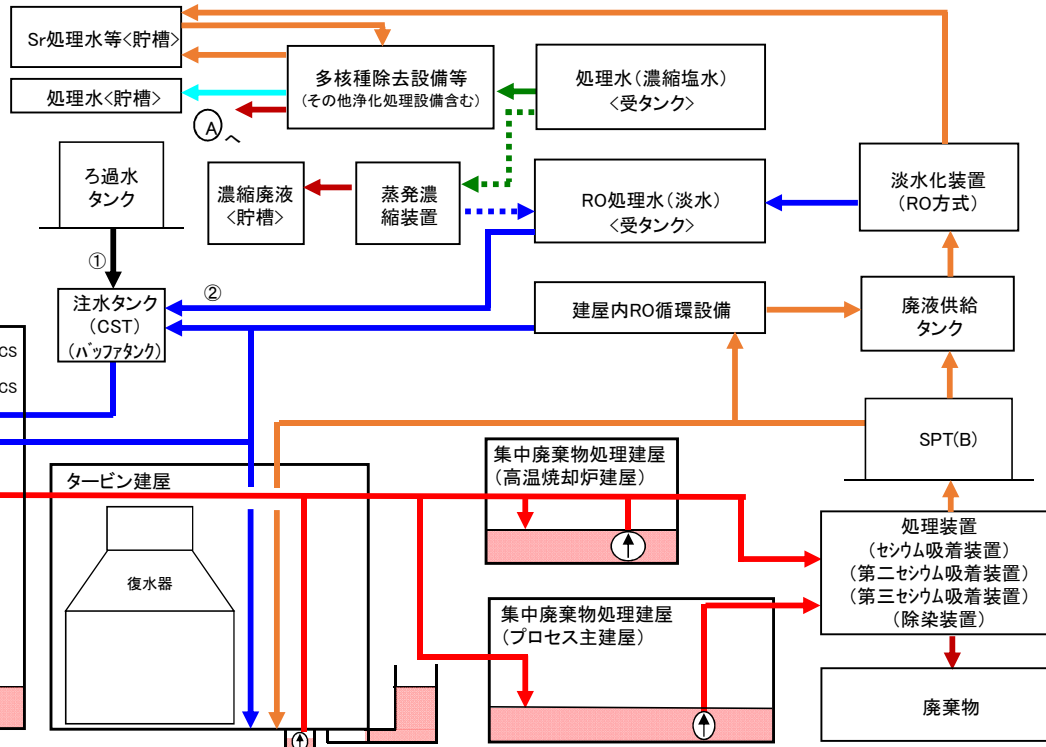 Sr処理水等<貯槽>
処理水<貯槽>
多核種除去設備等
(その他浄化処理設備含む)
処理水(濃縮塩水)
<受タンク>
A
へ
ろ過水
タンク
濃縮廃液
<貯槽>
蒸発濃
縮装置
RO処理水(淡水)
<受タンク>
淡水化装置
(RO方式)
①
②
注水タンク
(CST)
(バッファタンク)
建屋内RO循環設備
廃液供給
タンク
CS
CS
SPT(B)
タービン建屋
復水器
集中廃棄物処理建屋
(高温焼却炉建屋)
処理装置
(セシウム吸着装置)
(第二セシウム吸着装置)
(第三セシウム吸着装置)
(除染装置)
集中廃棄物処理建屋
(プロセス主建屋)
廃棄物